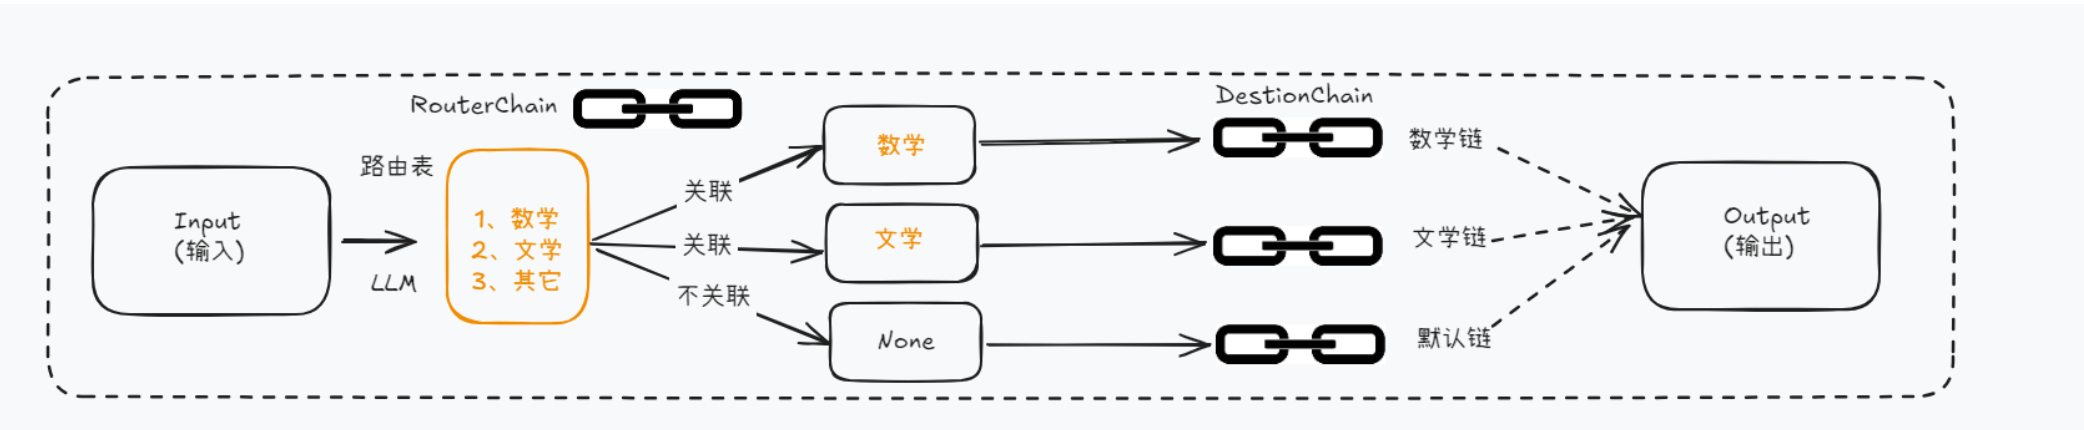 RouterChain
DestionChain
路由表
Input
(输入)
LLM
1、数学
2、文学
3、其它
关联
关联
不关联
数学
文学
None
数学链
文学链
默认链
Output
(输出)